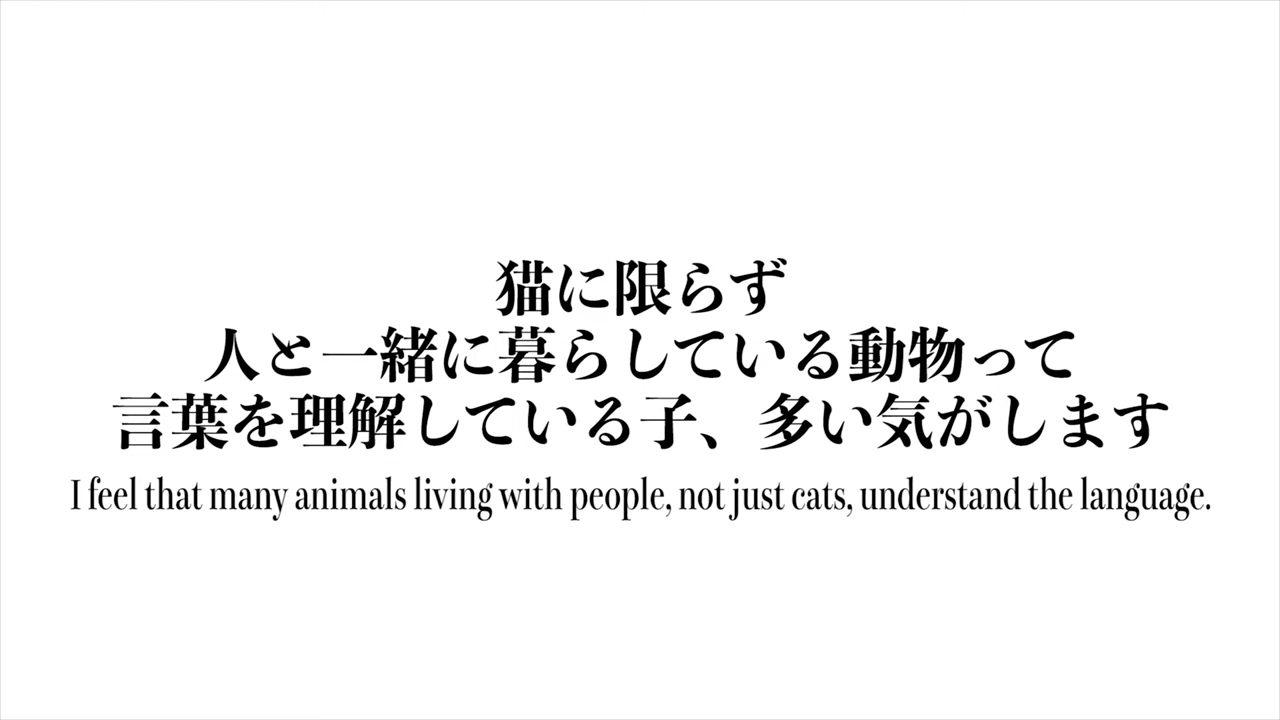 猫に限らず
人と一緒に暮らしている動物って
言葉を理解している子、多い気がします
I feel that many animals living with people, not just cats, understand the language.